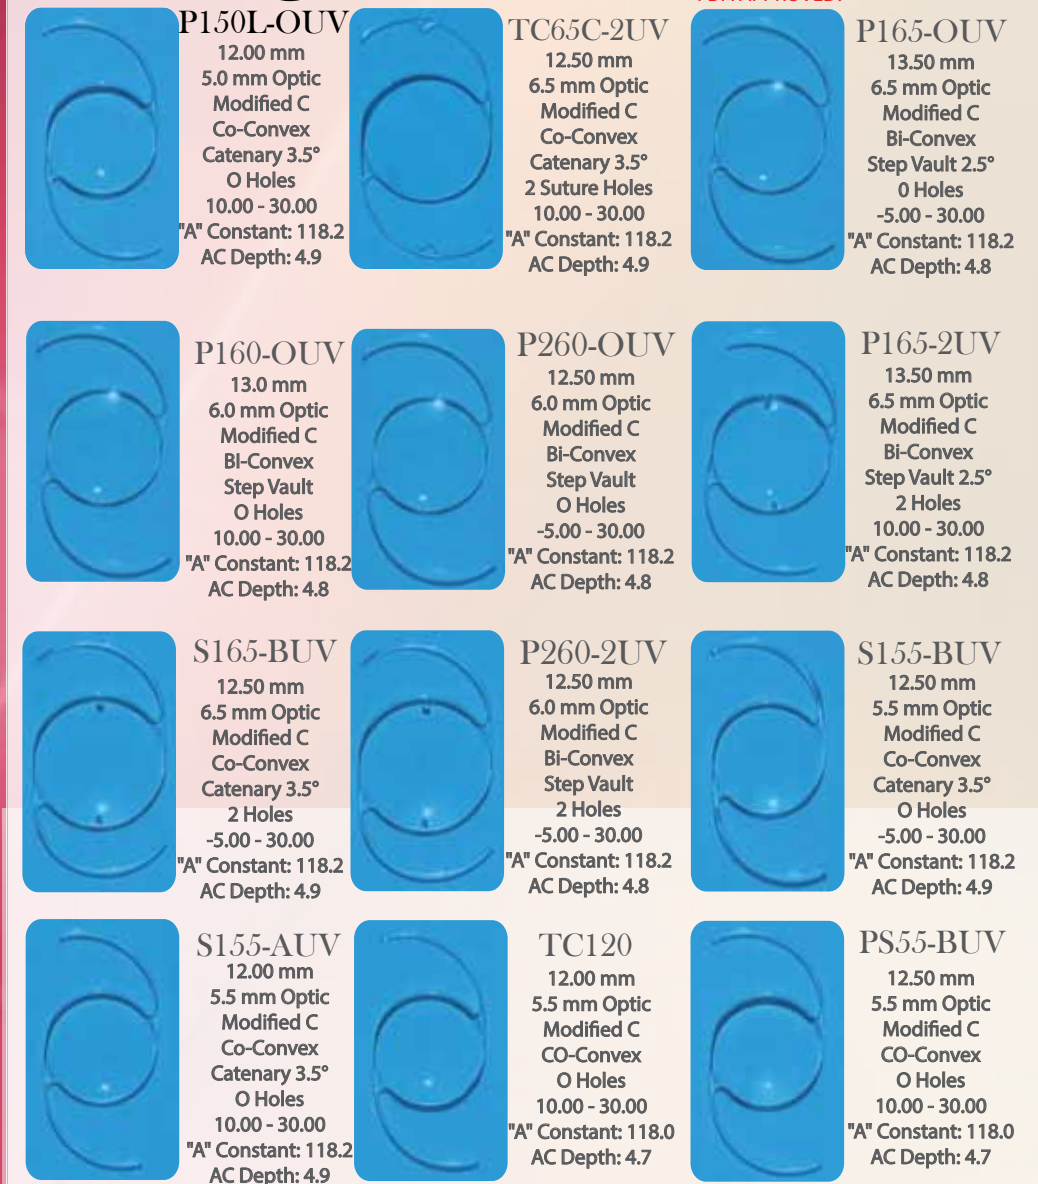 P150L-OUV
12.00 mm
5.0 mm Optic
Modified C
Co-Convex
Catenary 3.5°
O Holes
10.00 - 30.00
"A" Constant: 118.2
AC Depth: 4.9
TC65C-2UV
12.50 mm
6.5 mm Optic
Modified C
Co-Convex
Catenary 3.5°
2 Suture Holes
10.00 - 30.00
"A" Constant: 118.2
AC Depth: 4.9
P165-OUV
13.50 mm
6.5 mm Optic
Modified C
Bi-Convex
Step Vault 2.5°
0 Holes
-5.00 - 30.00
"A" Constant: 118.2
AC Depth: 4.8
P160-OUV
13.0 mm
6.0 mm Optic
Modified C
BI-Convex
Step Vault
O Holes
10.00 - 30.00
"A" Constant: 118.2
AC Depth: 4.8
P260-OUV
12.50 mm
6.0 mm Optic
Modified C
Bi-Convex
Step Vault
O Holes
-5.00 - 30.00
"A" Constant: 118.2
AC Depth: 4.8
P165-2UV
13.50 mm
6.5 mm Optic
Modified C
Bi-Convex
Step Vault 2.5°
2 Holes
10.00 - 30.00
"A" Constant: 118.2
AC Depth: 4.8
S165-BUV
12.50 mm
6.5 mm Optic
Modified C
Co-Convex
Catenary 3.5°
2 Holes
-5.00 - 30.00
"A" Constant: 118.2
AC Depth: 4.9
P260-2UV
12.50 mm
6.0 mm Optic
Modified C
Bi-Convex
Step Vault
2 Holes
-5.00 - 30.00
"A" Constant: 118.2
AC Depth: 4.8
S155-BUV
12.50 mm
5.5 mm Optic
Modified C
Co-Convex
Catenary 3.5°
O Holes
-5.00 - 30.00
"A" Constant: 118.2
AC Depth: 4.9
S155-AUV
12.00 mm
5.5 mm Optic
Modified C
Co-Convex
Catenary 3.5°
O Holes
10.00 - 30.00
"A" Constant: 118.2
AC Depth: 4.9
TC120
12.00 mm
5.5 mm Optic
Modified C
CO-Convex
O Holes
10.00 - 30.00
"A" Constant: 118.0
AC Depth: 4.7
PS55-BUV
12.50 mm
5.5 mm Optic
Modified C
CO-Convex
O Holes
10.00 - 30.00
"A" Constant: 118.0
AC Depth: 4.7